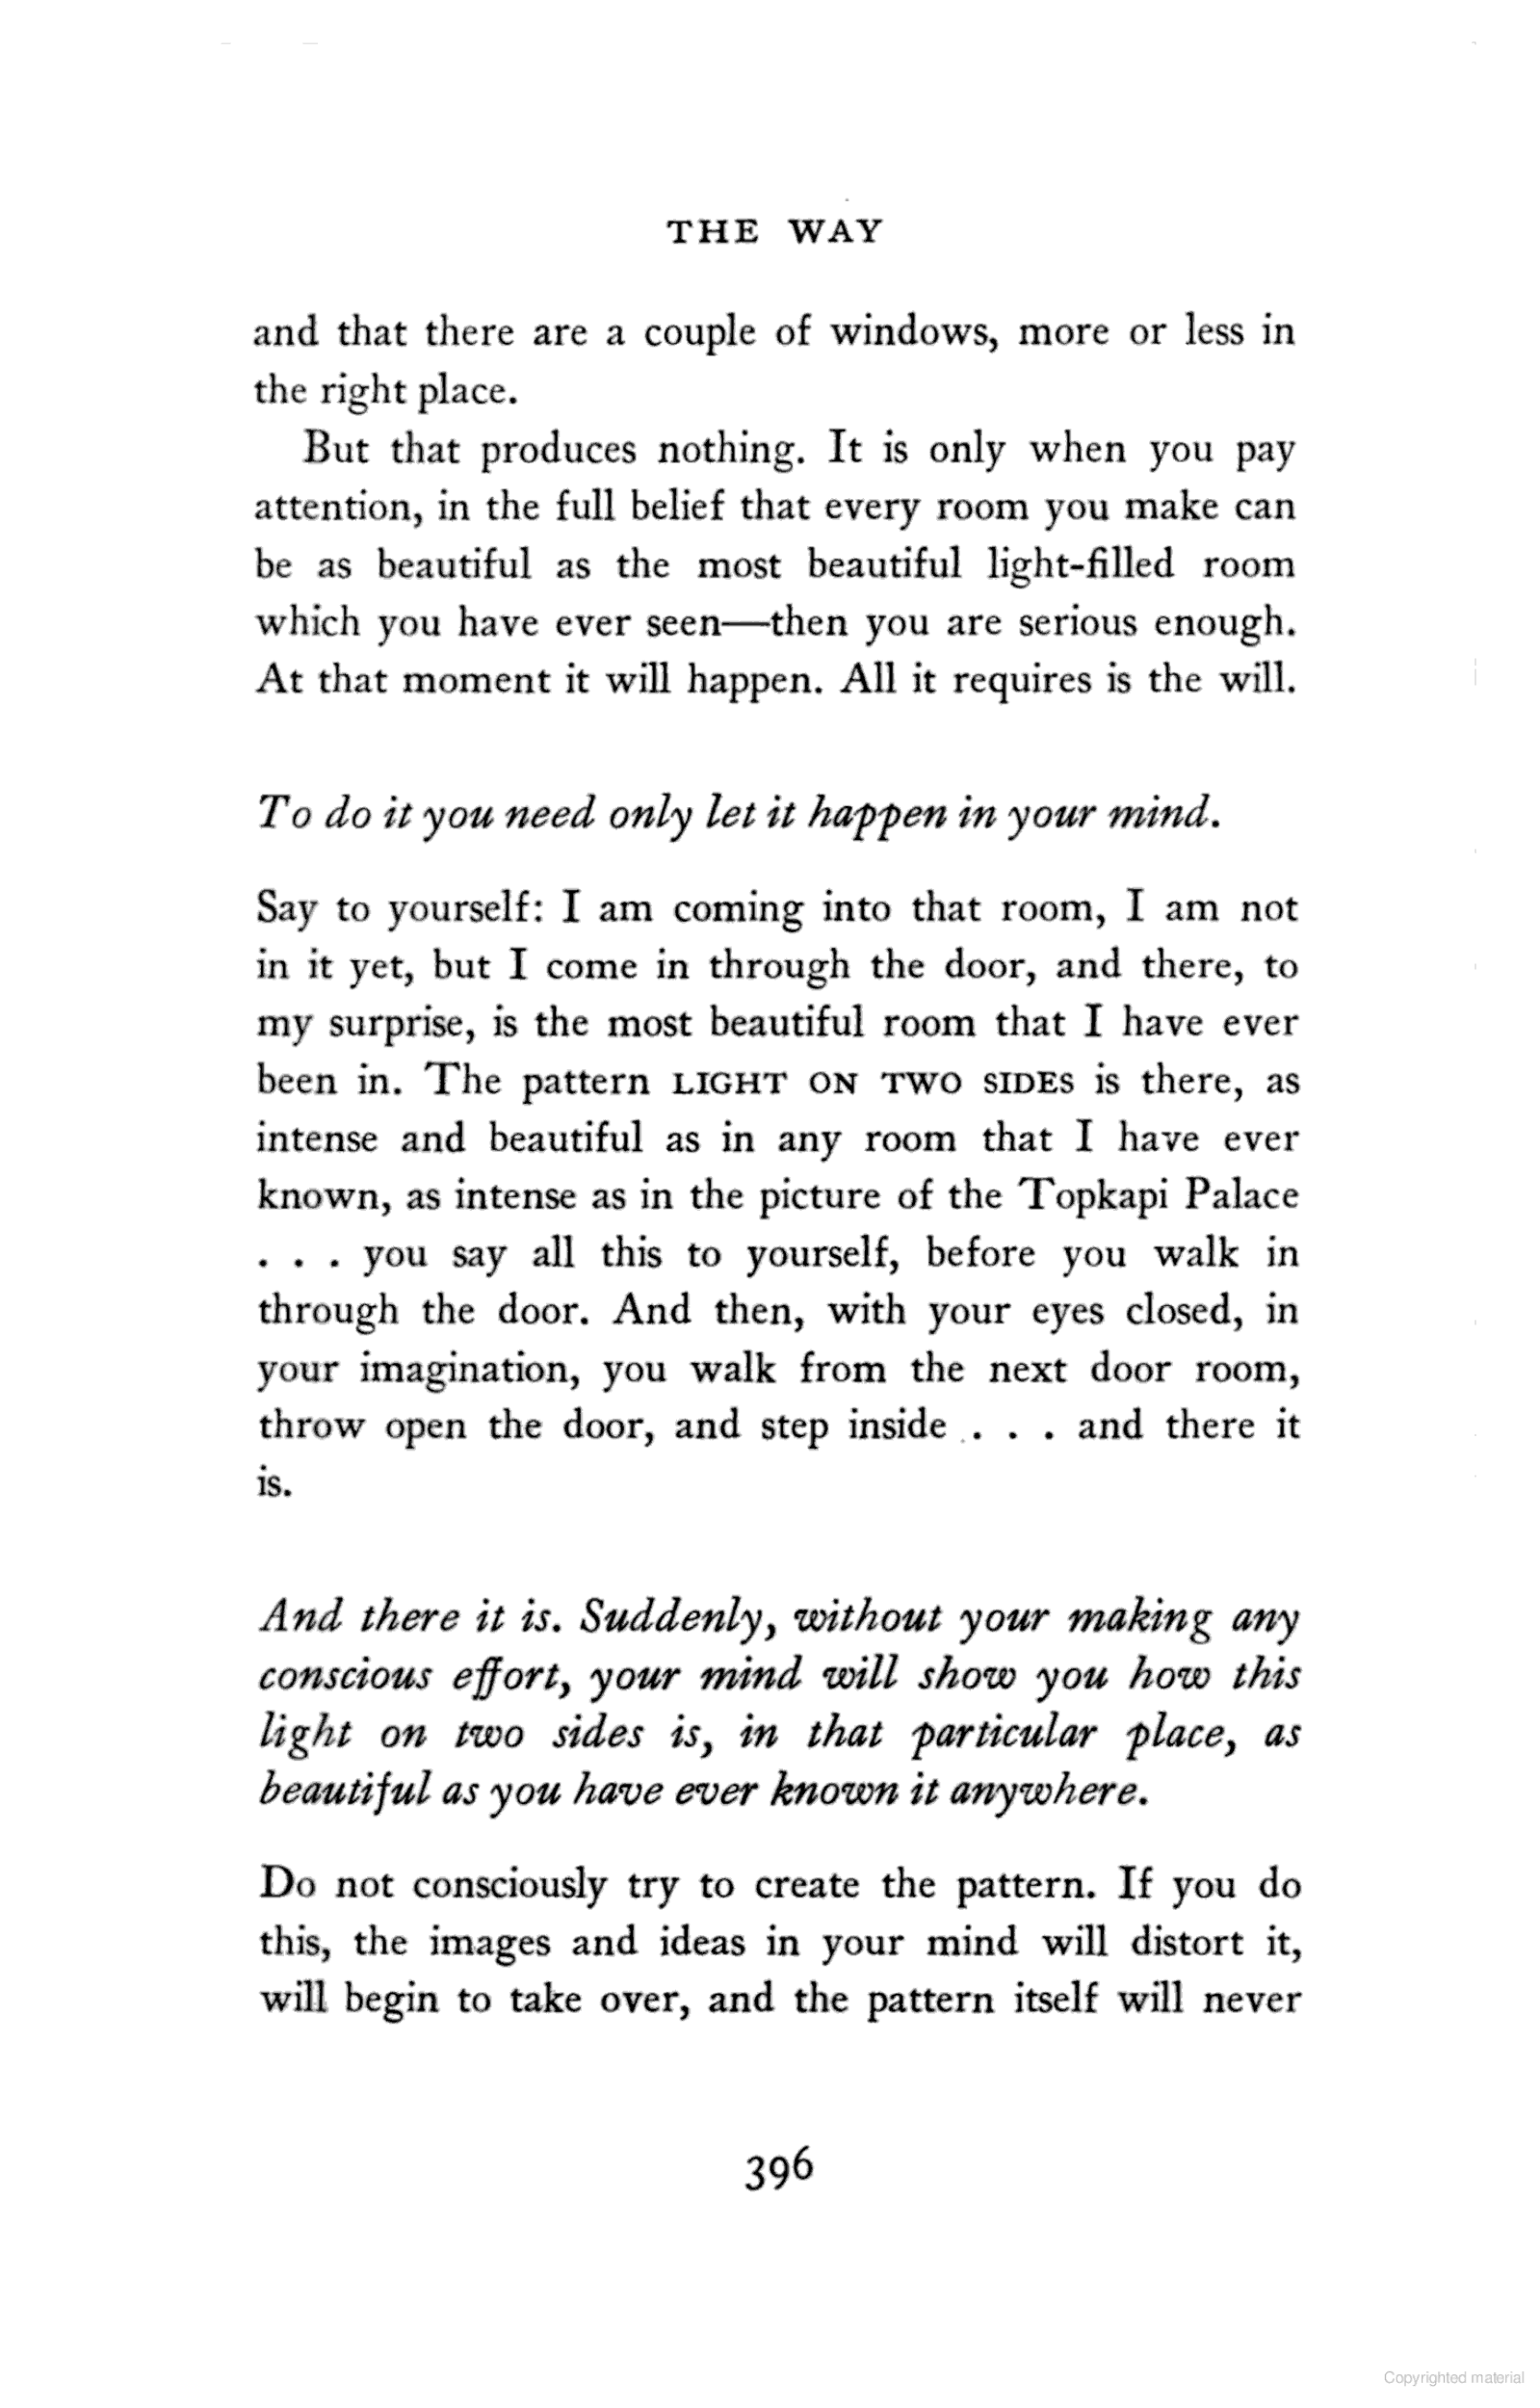 THE WAY
and that there are a couple of windows, more or less in
the right place.
But that produces nothing. It is only when you pay
attention, in the full belief that every room you make can
be as beautiful as the most beautiful light-filled room
which you have ever seen—then you are serious enough.
At that moment it will happen. All it requires is the will.
To do it you need only let it happen in your mind.
Say to yourself: I am coming into that room, I am not
in it yet, but I come in through the door, and there, to
my surprise, is the most beautiful room that I have ever
been in. The pattern LIGHT ON TWO SIDES is there, as
intense and beautiful as in any room that I have ever
known, as intense as in the picture of the Topkapi Palace
. . . you say all this to yourself, before you walk in
through the door. And then, with your eyes closed, in
your imagination, you walk from the next door room,
throw open the door, and step inside . . . and there it
is.
And there it is. Suddenly, without your making any
conscious effort, your mind will show you how this
light on two sides is, in that particular place, as
beautiful as you have ever known it anywhere.
Do not consciously try to create the pattern. If you do
this, the images and ideas in your mind will distort it,
will begin to take over, and the pattern itself will never
396
Copyrighted material